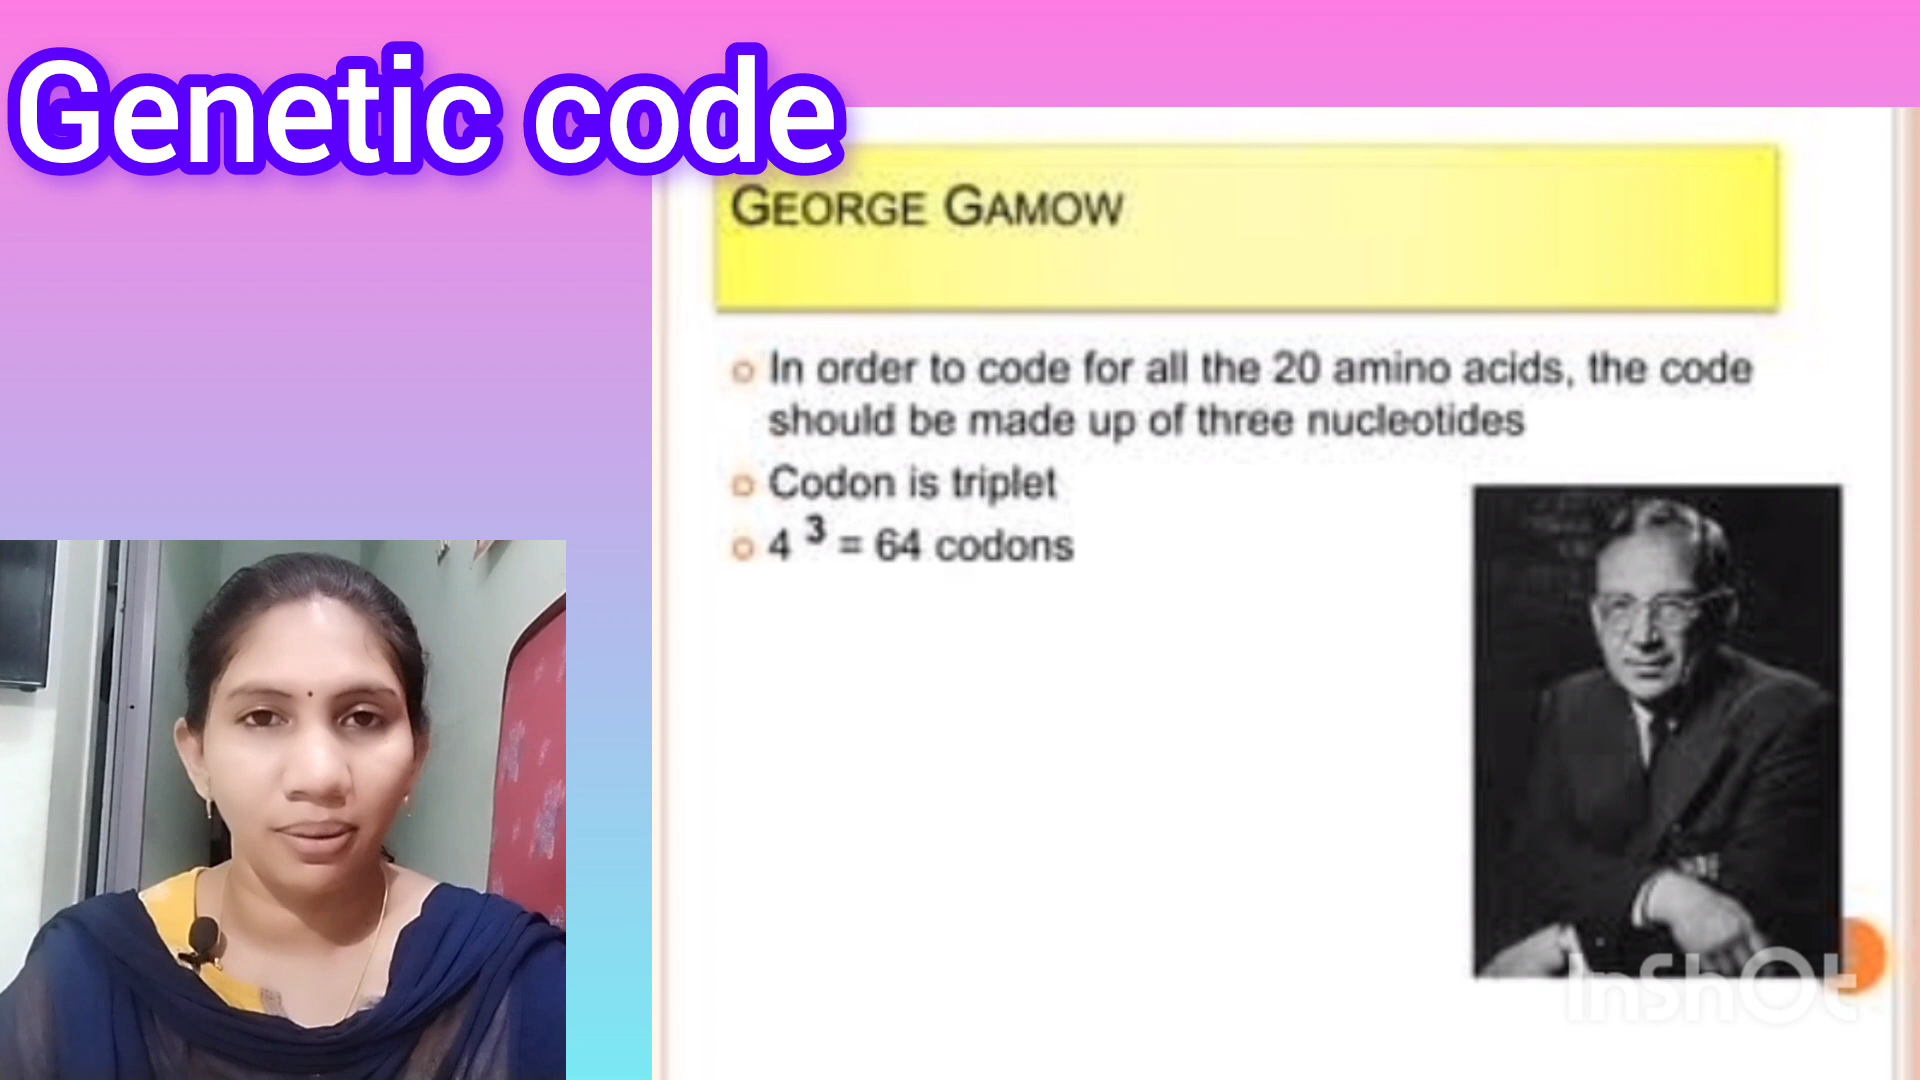 Genetic code
GEORGE GAMOW
In order to code for all the 20 amino acids, the code
should be made up of three nucleotides
Codon is triplet
4 3 = 64 codons
InShOt